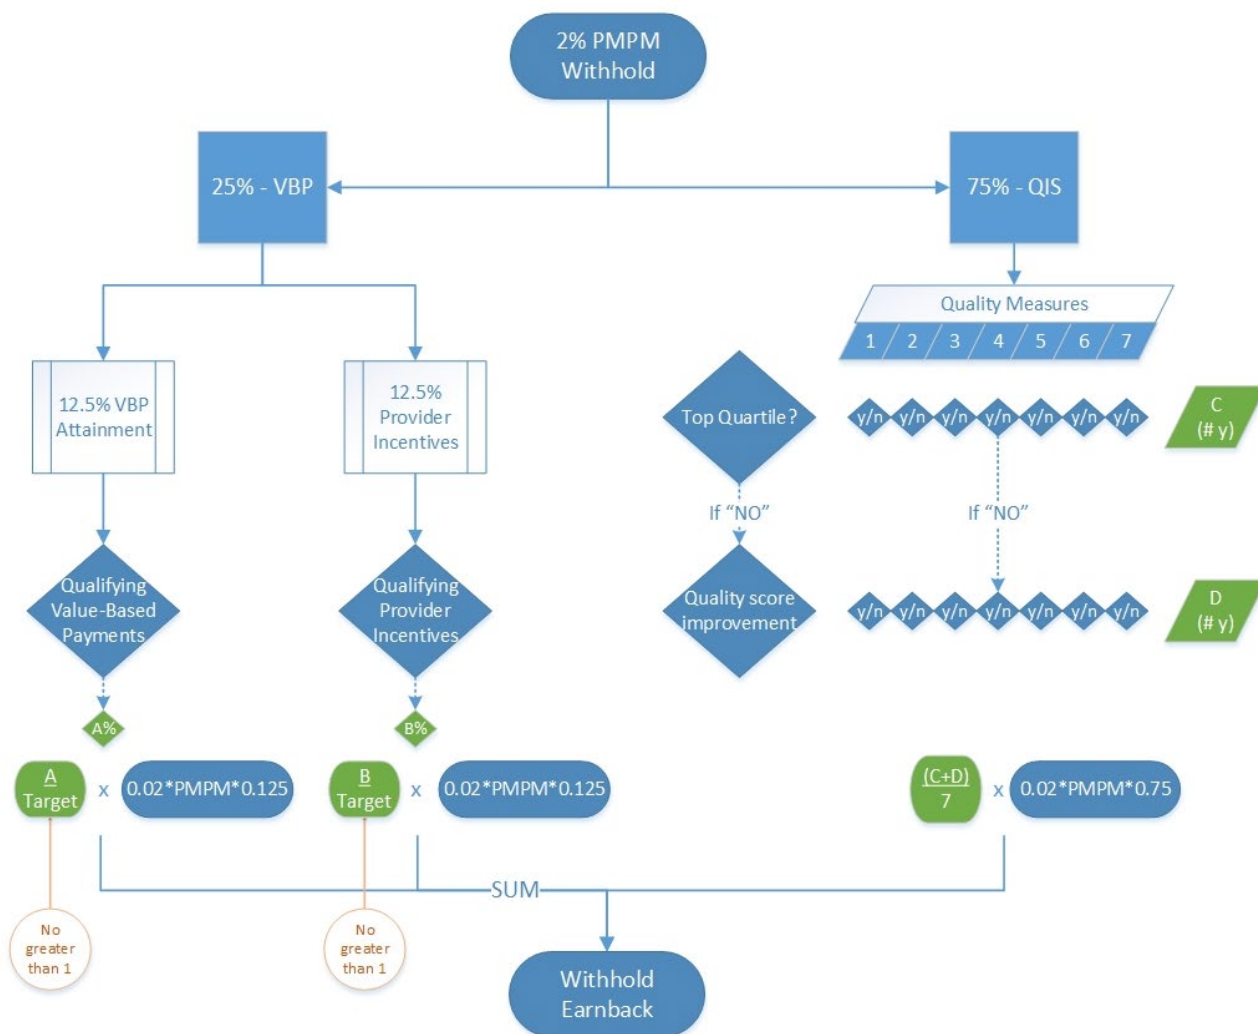 2% PMPM
Withhold
25% - VBP
75% - QIS
Quality Measures
1 2 3 4 5 6 7
12.5% VBP
Attainment
12.5%
Provider
Incentives
Top Quartile?
y/n y/n y/n y/n y/n y/n y/n
C
(# y)
If “NO”
If “NO”
Qualifying
Value-Based
Payments
Qualifying
Provider
Incentives
Quality score
improvement
y/n y/n y/n y/n y/n y/n y/n
D
(# y)
A%
B%
A
Target
x
0.02*PMPM*0.125
B
Target
x
0.02*PMPM*0.125
(C+D)
7
x
0.02*PMPM*0.75
SUM
No
greater
than 1
No
greater
than 1
Withhold
Earnback